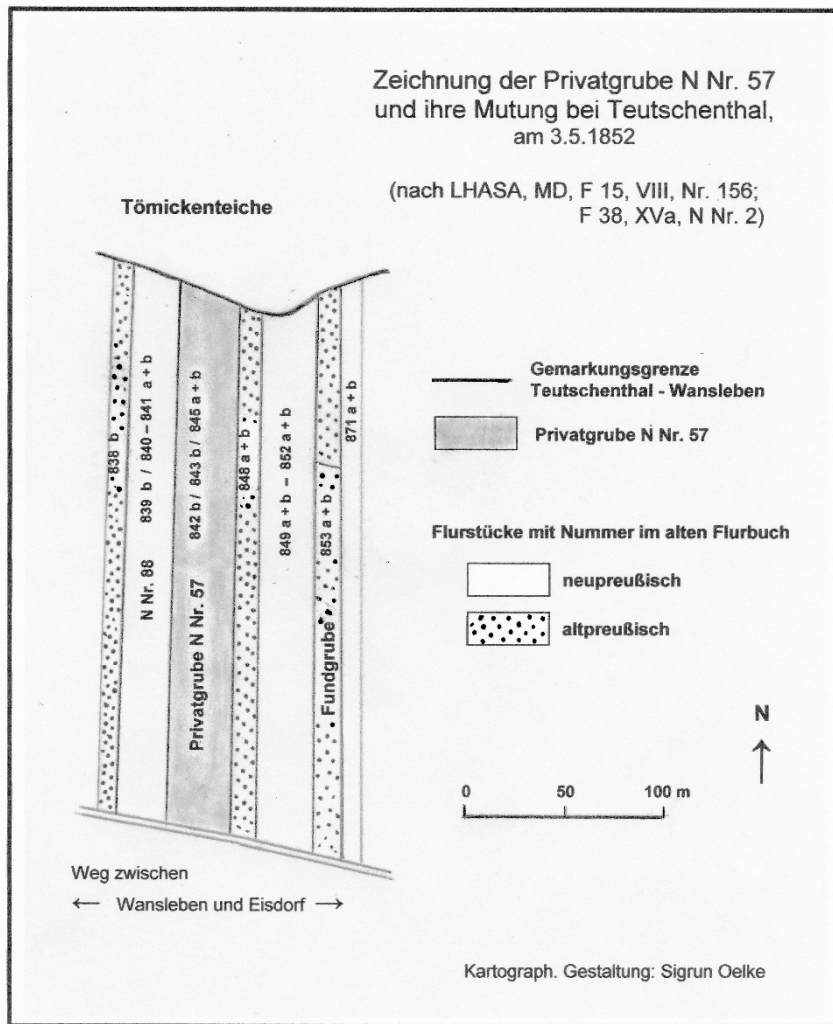 Zeichnung der Privatgrube N Nr. 57
und ihre Mutung bei Teutschenthal,
am 3.5.1852
(nach LHASA, MD, F 15, VIII, Nr. 156;
F 38, XVa, N Nr. 2)
Tömickenteiche
838 b
N Nr. 88 839 b / 840 – 841 a + b
Privatgrube N Nr. 57 842 b / 843 b / 845 a + b
848 a + b
849 a + b – 852 a + b
Fundgrube 853 a + b
871 a + b
Gemarkungsgrenze
Teutschenthal - Wansleben
Privatgrube N Nr. 57
Flurstücke mit Nummer im alten Flurbuch
neupreußisch
altpreußisch
N
0 50 100 m
Weg zwischen
← Wansleben und Eisdorf →
Kartograph. Gestaltung: Sigrun Oelke